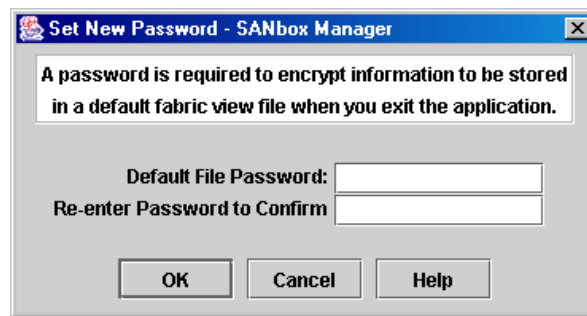 Set New Password - SANbox Manager
A password is required to encrypt information to be stored
in a default fabric view file when you exit the application.
Default File Password:
Re-enter Password to Confirm
OK Cancel Help